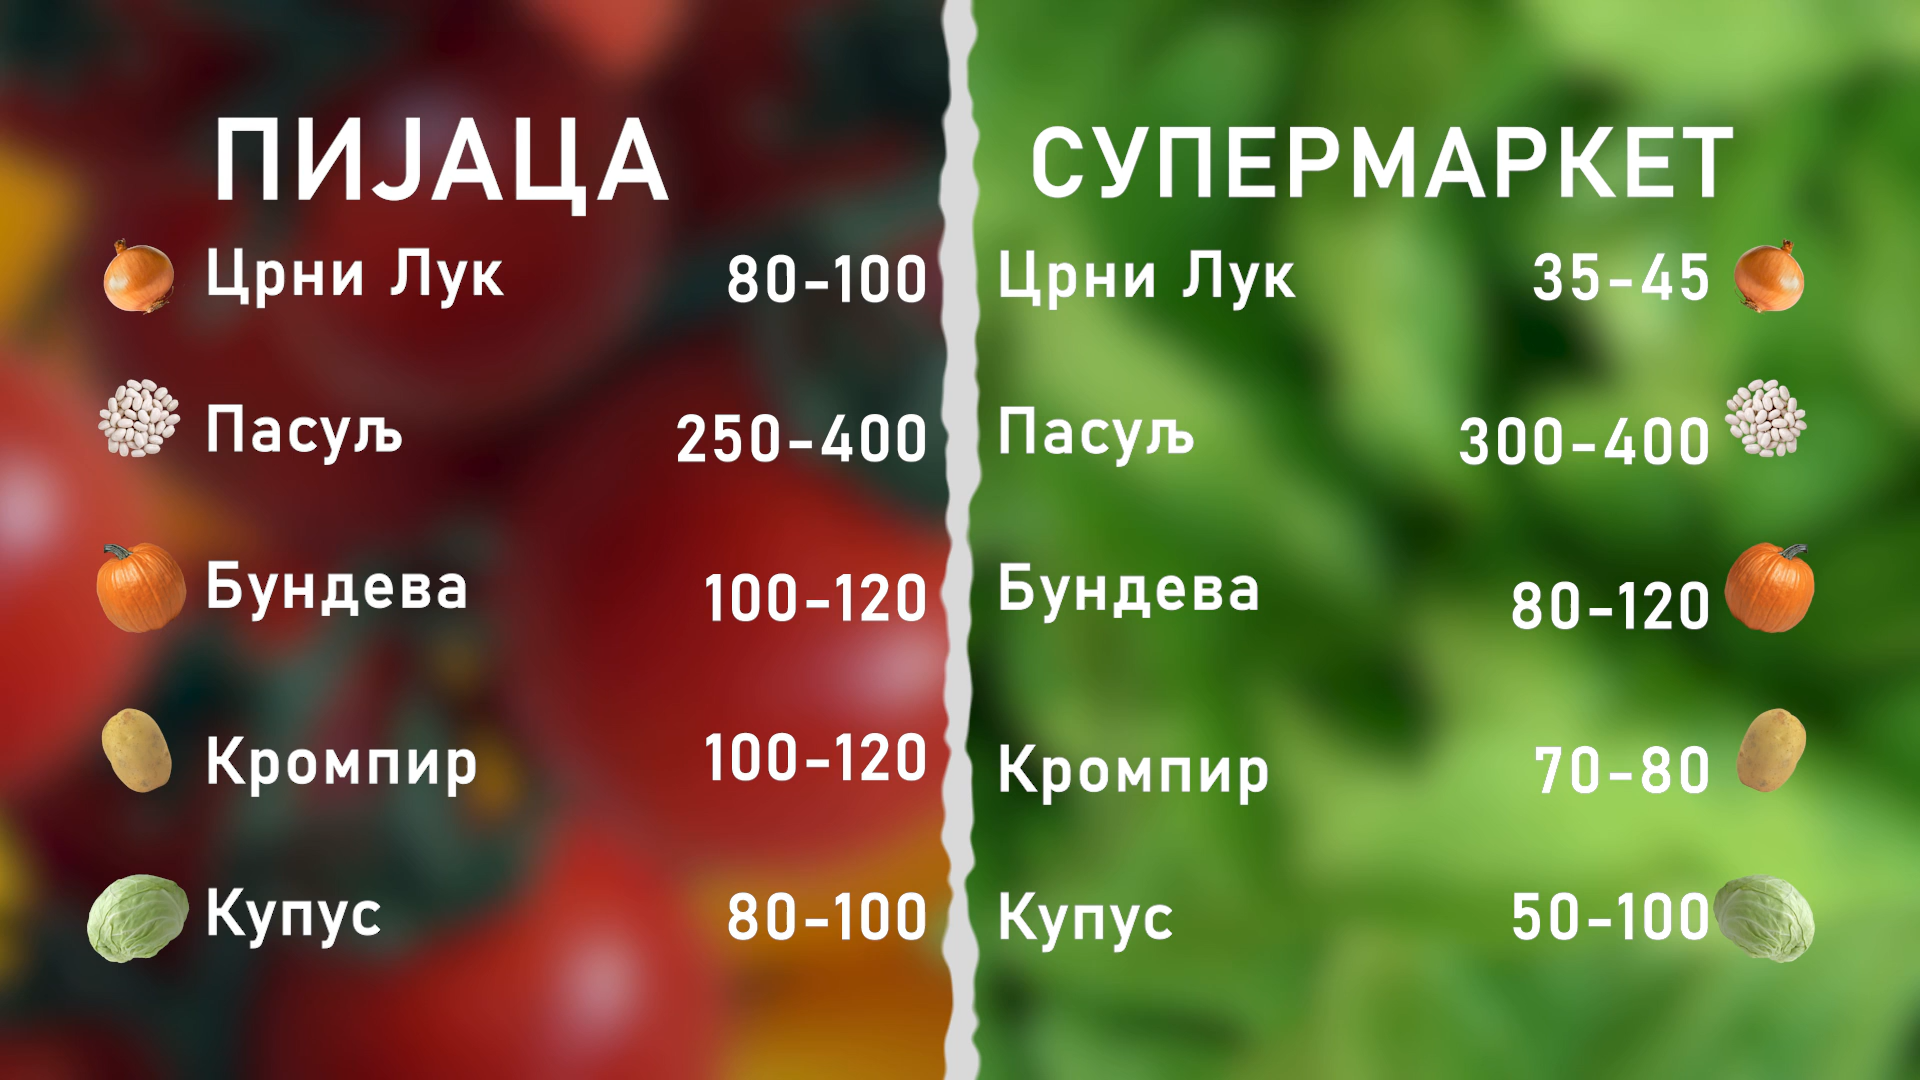 ПИЈАЦА
Црни Лук 80-100
Пасуљ 250-400
Бундева 100-120
Кромпир 100-120
Купус 80-100
СУПЕРМАРКЕТ
Црни Лук 35-45
Пасуљ 300-400
Бундева 80-120
Кромпир 70-80
Купус 50-100